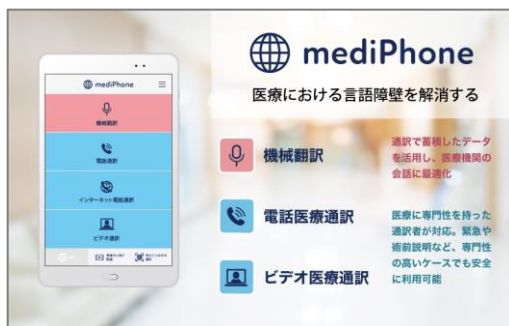 mediPhone
機械翻訳
電話通訳
インターネット電話通訳
ビデオ通訳
mediPhone
医療における言語障壁を解消する
機械翻訳
通訳で蓄積したデータ
を活用し、医療機関の
会話に最適化
電話医療通訳
ビデオ医療通訳
医療に専門性を持った
通訳者が対応。緊急や
術前説明など、専門性
の高いケースでも安全
に利用可能